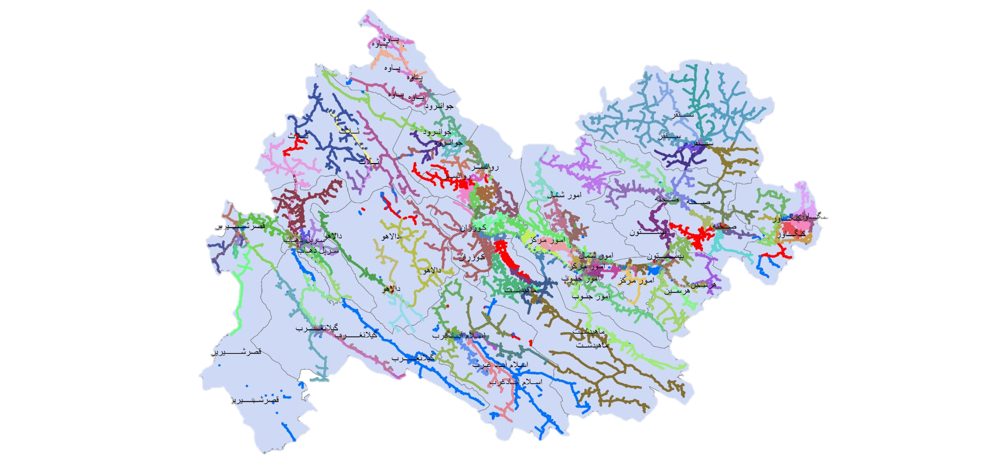 پاوه
پاوه
پاوه
پاوه
پاوه
پاوه
جوانرود
سنقر
ثلاث
جوانرود
ثلاث
سنقر
جوانرود
سنقر
ثلاث
روانسر
روانسر
امور شمال
صحنه
صحنه
کنگاور
قصرشیرین
کوزران
صحنه
بیستون
کنگاور
دالاهو
دالاهو
سرپل ذهاب
امور مرکز
سرپل ذهاب
کوزران
امور شمال
بیستون
امور مرکز
دالاهو
امور جنوب
امور مرکز
هرسین
دالاهو
ماهیدشت
هرسین
امور جنوب
گیلانغرب
گیلانغرب
اسلام آبادغرب
ماهیدشت
ماهیدشت
قصرشیرین
گیلانغرب
اسلام آباد غرب
اسلام آبادغرب